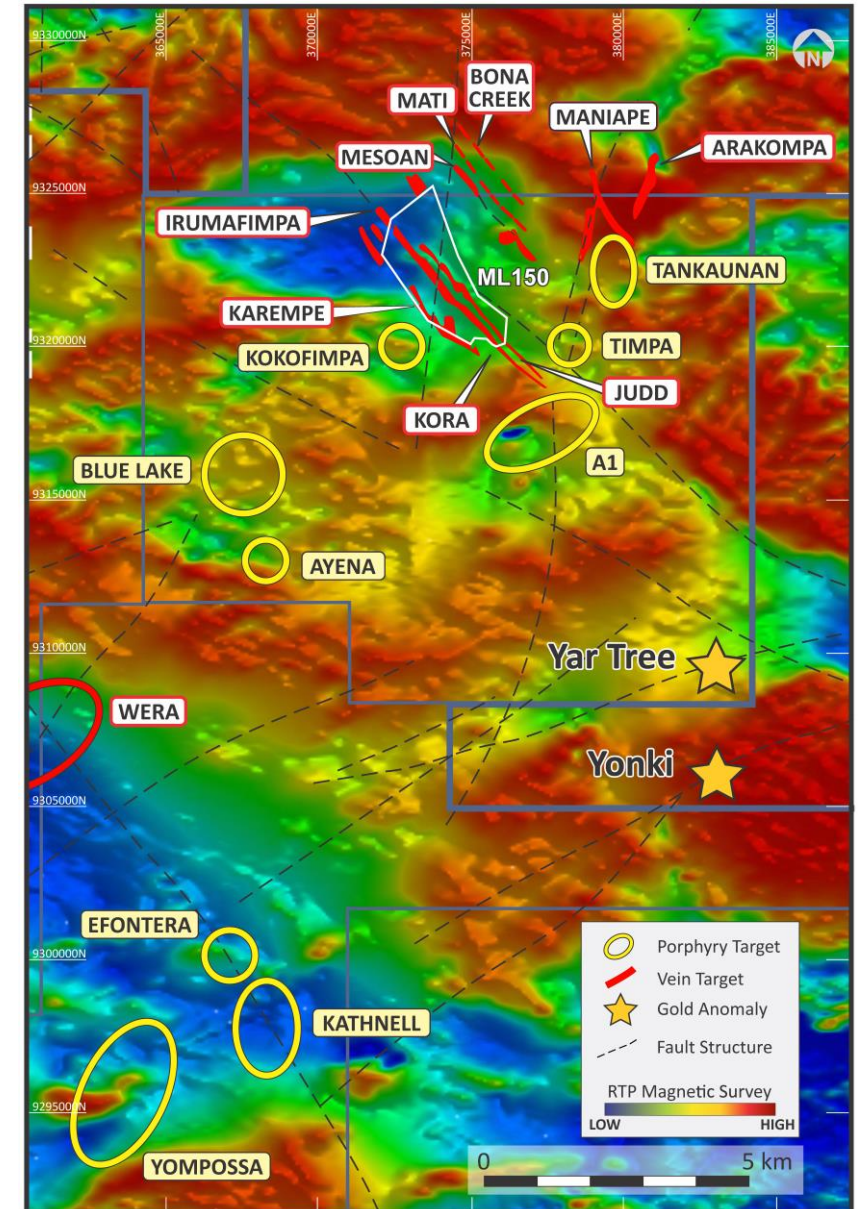 365000E
370000E
375000E
380000E
385000E
9330000N
N
BONA
CREEK
MATI
MANIAPE
ARAKOMPA
MESOAN
9325000N
IRUMAFIMPA
TANKAUNAN
ML150
KAREMPE
9320000N
KOKOFIMPA
TIMPA
JUDD
KORA
A1
BLUE LAKE
9315000N
AYENA
9310000N
Yar Tree
WERA
Yonki
9305000N
EFONTERA
9300000N
KATHNELL
9295000N
YOMPOSSA
Porphyry Target
Vein Target
Gold Anomaly
Fault Structure
RTP Magnetic Survey
LOW HIGH
0 5 km